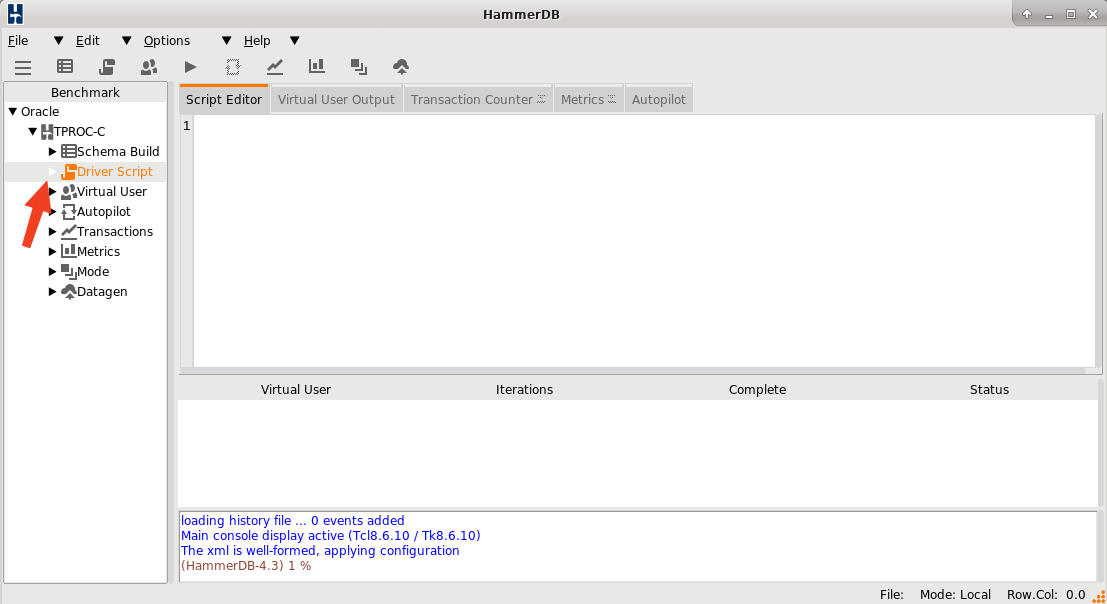 HammerDB
File Edit Options Help
Benchmark
Oracle
TPROC-C
Schema Build
Driver Script
Virtual User
Autopilot
Transactions
Metrics
Mode
Datagen
Script Editor Virtual User Output Transaction Counter Metrics Autopilot
1
Virtual User Iterations Complete Status
loading history file ... 0 events added
Main console display active (Tcl8.6.10 / Tk8.6.10)
The xml is well-formed, applying configuration
(HammerDB-4.3) 1 %
File: Mode: Local Row.Col: 0.0